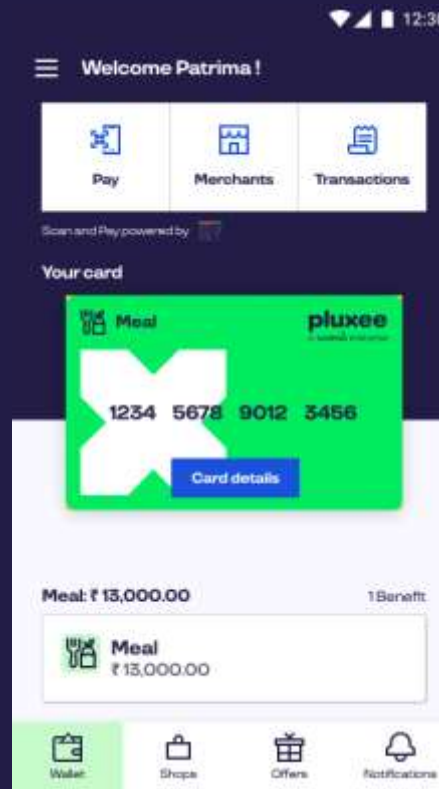 12:30
Welcome Patrima !
Pay Merchants Transactions
Scan and Pay powered by
Your card
Meal pluxee
1234 5678 9012 3456
Card details
Meal: ₹ 13,000.00 1 Benefit
Meal
₹ 13,000.00
Wallet Shops Offers Notifications